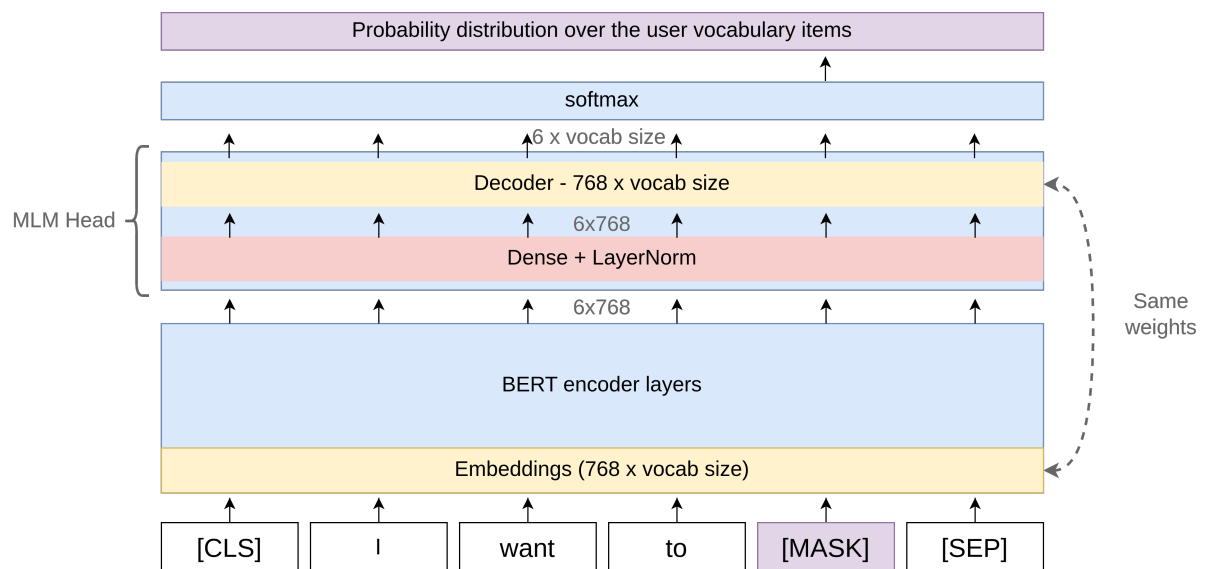 Probability distribution over the user vocabulary items
softmax
6 x vocab size
Decoder - 768 x vocab size
MLM Head
6x768
Dense + LayerNorm
6x768
Same
weights
BERT encoder layers
Embeddings (768 x vocab size)
[CLS] I want to [MASK] [SEP]